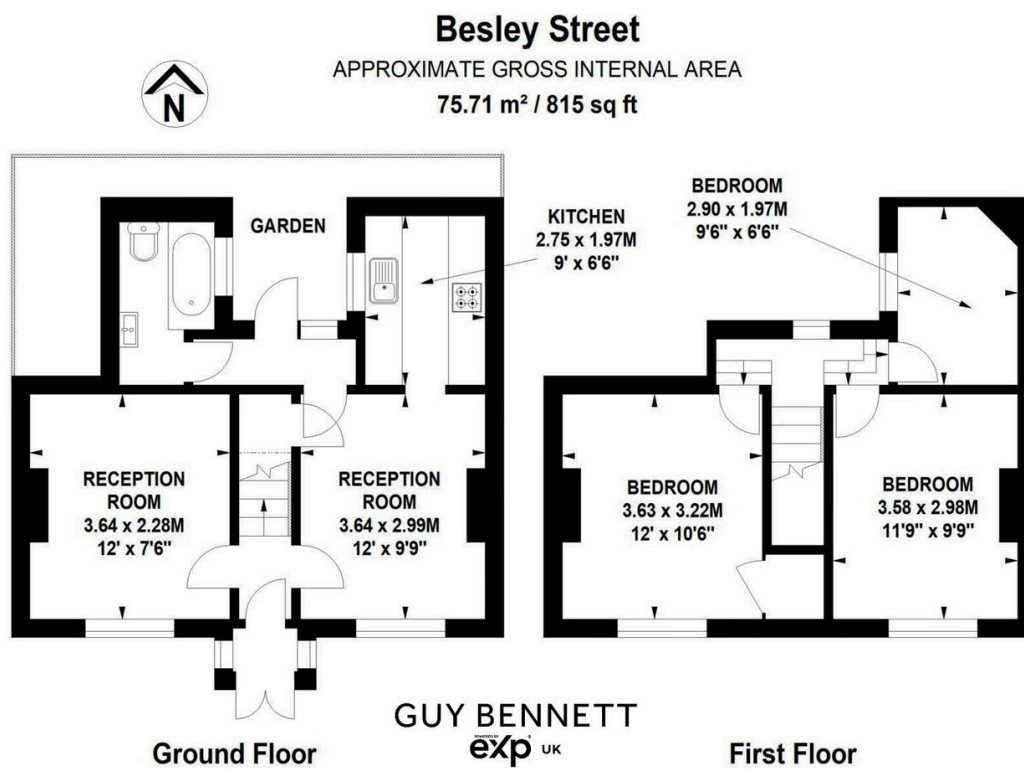 Besley Street
APPROXIMATE GROSS INTERNAL AREA
75.71 m² / 815 sq ft
N
GARDEN
KITCHEN
2.75 x 1.97M
9' x 6'6"
BEDROOM
2.90 x 1.97M
9'6" x 6'6"
RECEPTION
ROOM
3.64 x 2.28M
12' x 7'6"
RECEPTION
ROOM
3.64 x 2.99M
12' x 9'9"
BEDROOM
3.63 x 3.22M
12' x 10'6"
BEDROOM
3.58 x 2.98M
11'9" x 9'9"
GUY BENNETT
POWERED BY
exp UK
Ground Floor
First Floor